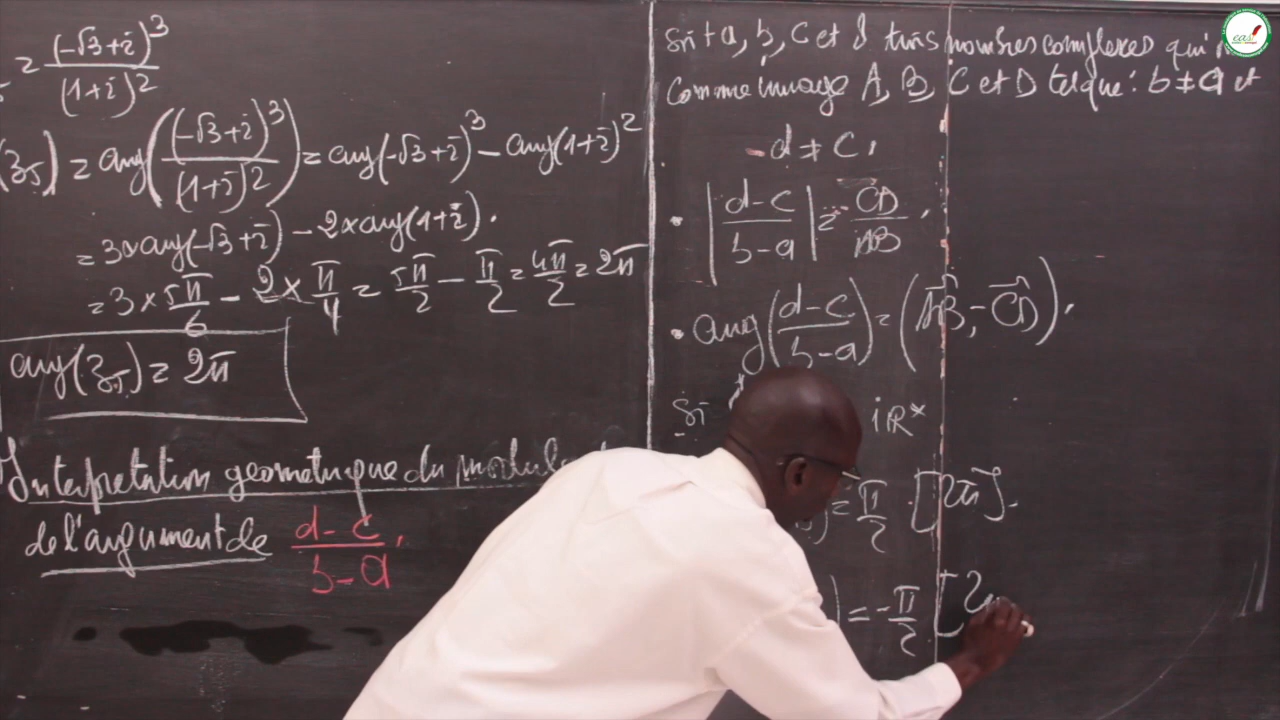 = (-√3+i)³ / (1+i)²
(z₅) = arg((-√3+i)³ / (1+i)²) = arg(-√3+i)³ - arg(1+i)²
= 3×arg(-√3+i) - 2×arg(1+i).
= 3 × 5π/6 - 2 × π/4 = 5π/2 - π/2 = 4π/2 = 2π
arg(z₅) = 2π
Interpretation géometrique du module
de l'argument de d-c / b-a.
Soit a, b, c et d trois nombres complexes qui
comme image A, B, C et D telque : b ≠ a et
d ≠ c.
• |d-c / b-a| = CD / AB.
• arg(d-c / b-a) = (AB⃗, CD⃗).
Si iℝ*
) = π/2 [2π].
) = -π/2 [2
eas